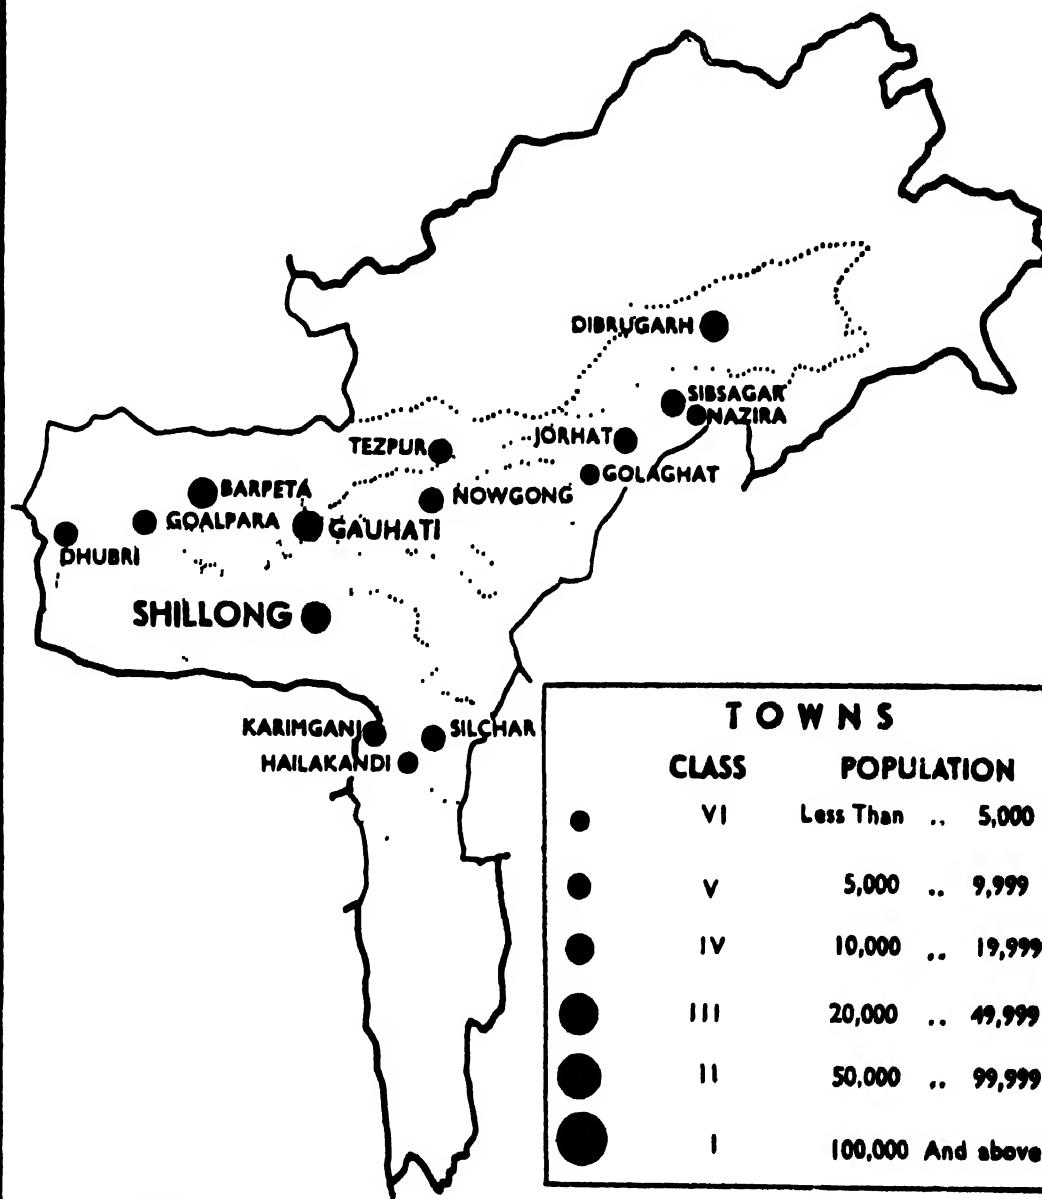 DIBRUGARH
SIBSAGAR
NAZIRA
JORHAT
TEZPUR
GOLAGHAT
BARPETA
NOWGONG
GOALPARA
GAUHATI
DHUBRI
SHILLONG
KARIMGANJ
SILCHAR
HAILAKANDI
TOWNS
CLASS POPULATION
VI Less Than .. 5,000
V 5,000 .. 9,999
IV 10,000 .. 19,999
III 20,000 .. 49,999
II 50,000 .. 99,999
I 100,000 And above